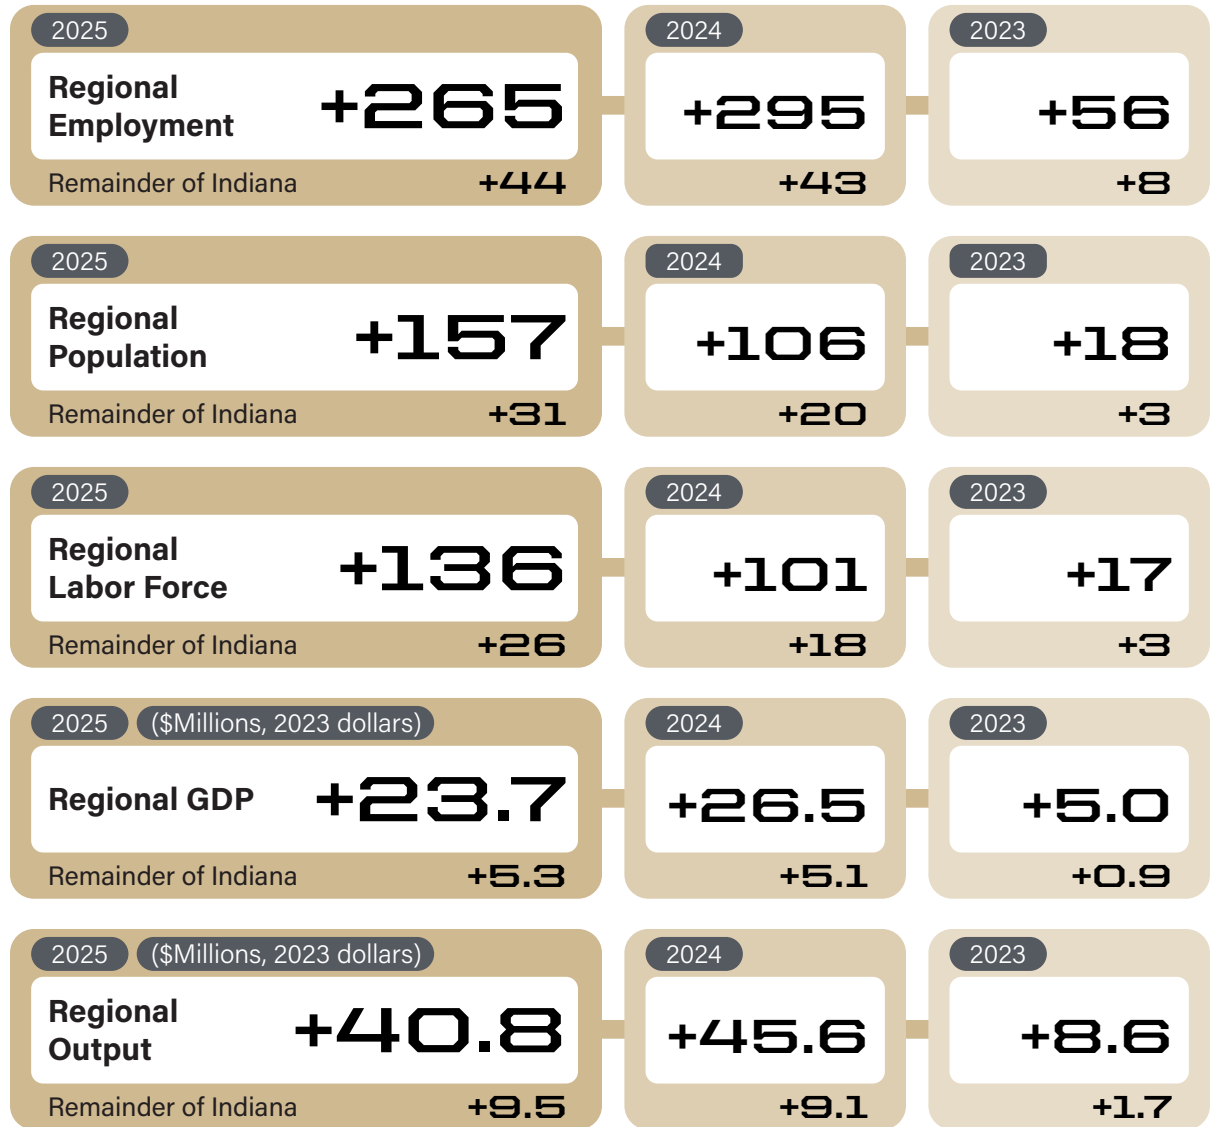 2025
2024
2023
Regional
Employment
+265
+295
+56
Remainder of Indiana
+44
+43
+8
2025
2024
2023
Regional
Population
+157
+106
+18
Remainder of Indiana
+31
+20
+3
2025
2024
2023
Regional
Labor Force
+136
+101
+17
Remainder of Indiana
+26
+18
+3
2025
($Millions, 2023 dollars)
2024
2023
Regional GDP
+23.7
+26.5
+5.0
Remainder of Indiana
+5.3
+5.1
+0.9
2025
($Millions, 2023 dollars)
2024
2023
Regional
Output
+40.8
+45.6
+8.6
Remainder of Indiana
+9.5
+9.1
+1.7